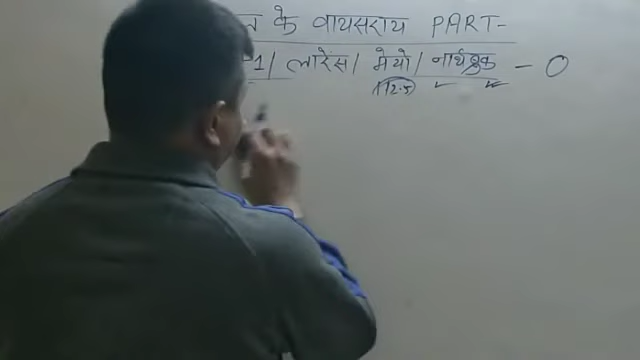 के वायसराय PART-
1/ लारेंस/ मेयो/ नार्थब्रुक - 0